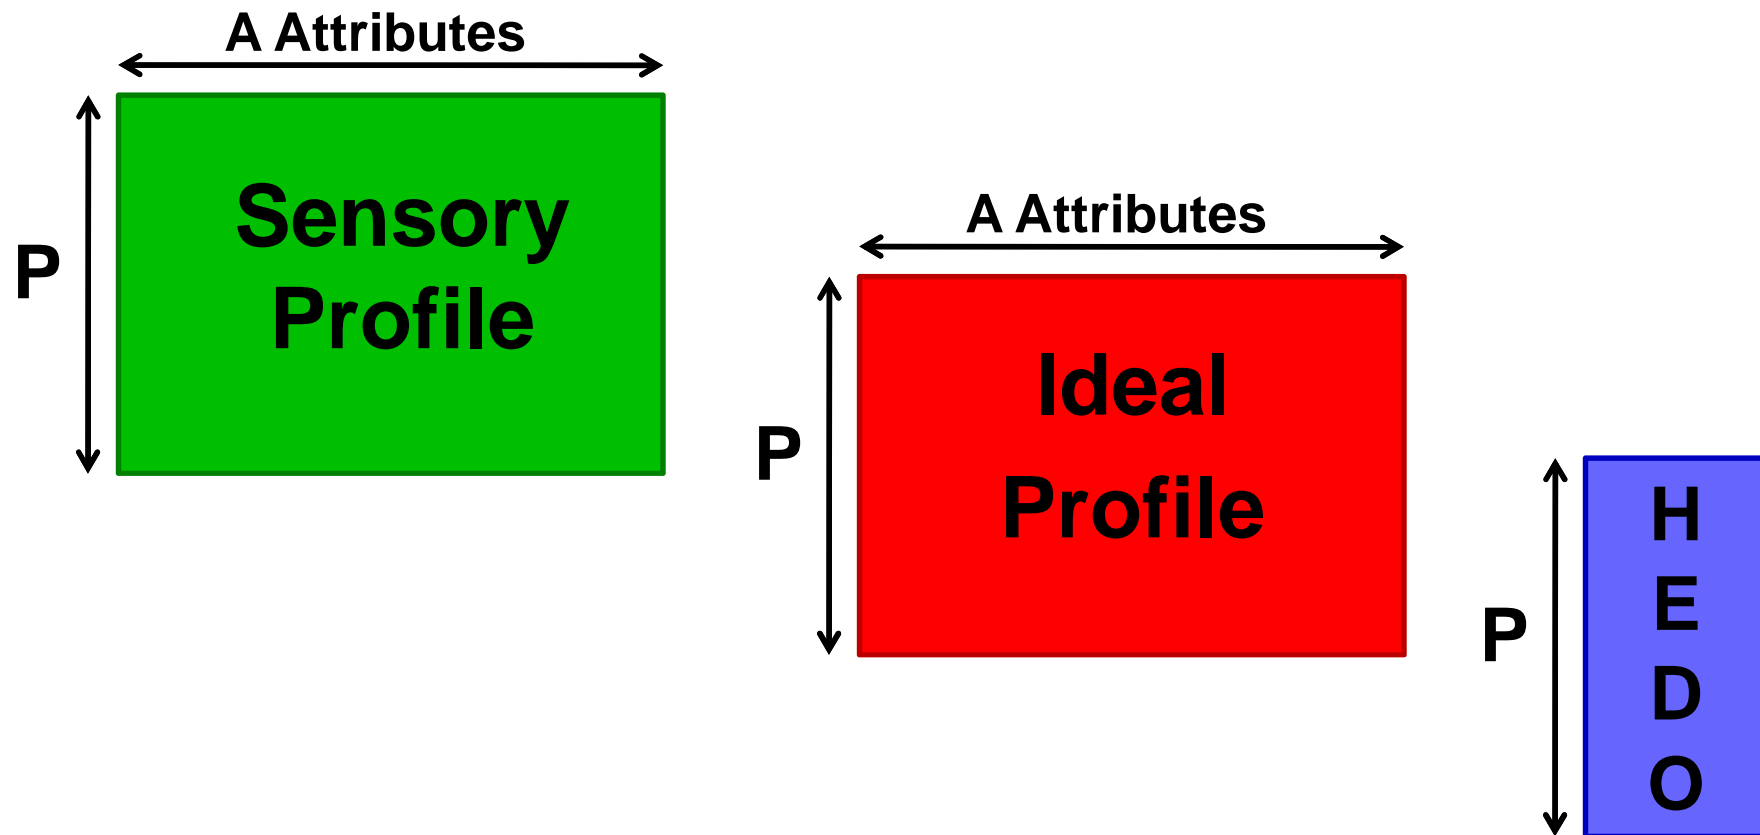 A Attributes
P
Sensory
Profile
A Attributes
P
Ideal
Profile
P
H
E
D
O